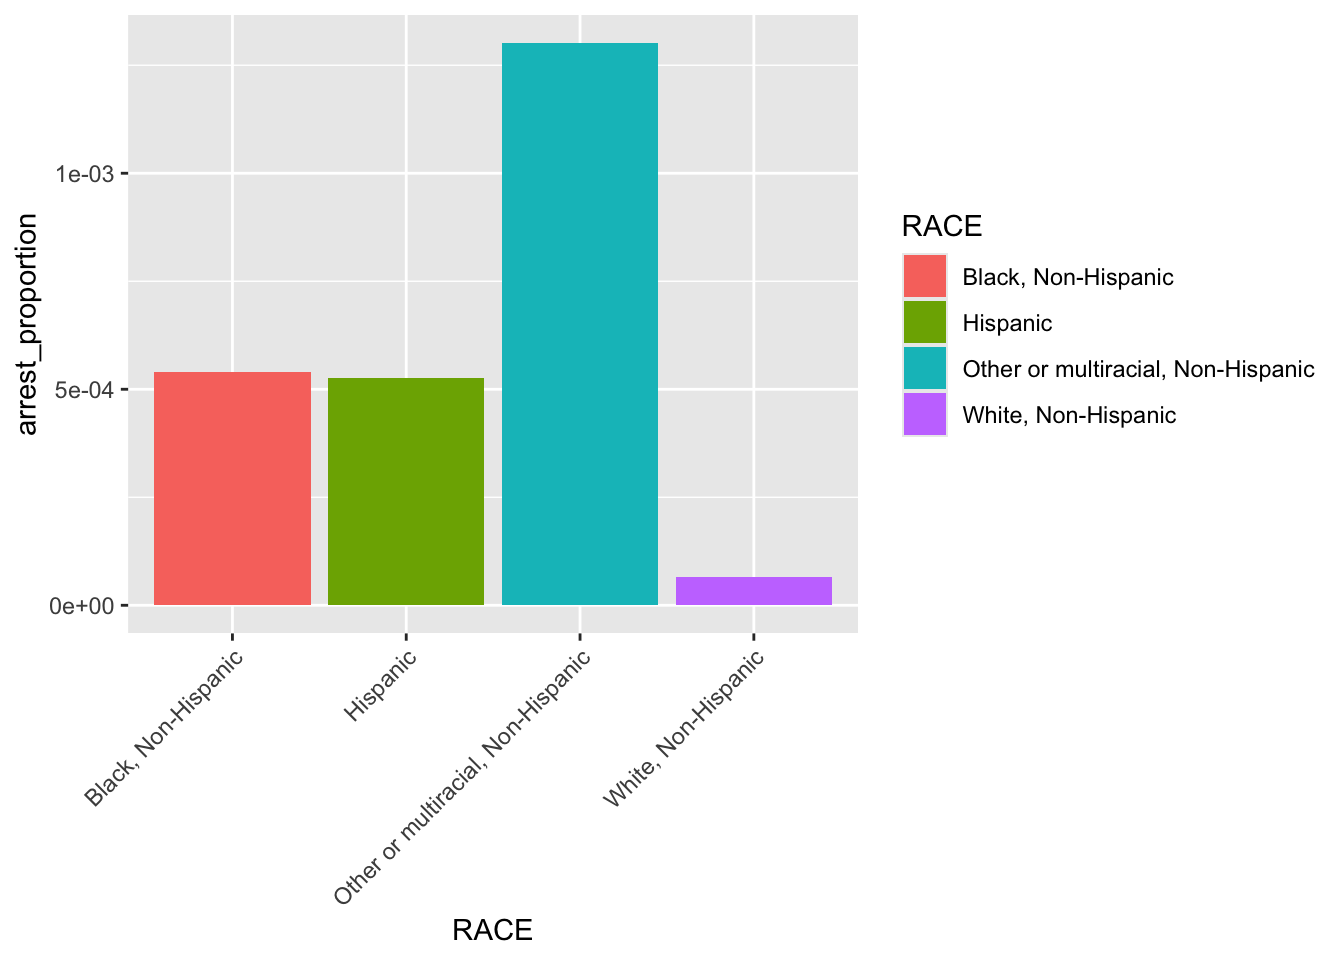 arrest_proportion
1e-03
5e-04
0e+00
Black, Non-Hispanic
Hispanic
Other or multiracial, Non-Hispanic
White, Non-Hispanic
RACE
RACE
Black, Non-Hispanic
Hispanic
Other or multiracial, Non-Hispanic
White, Non-Hispanic